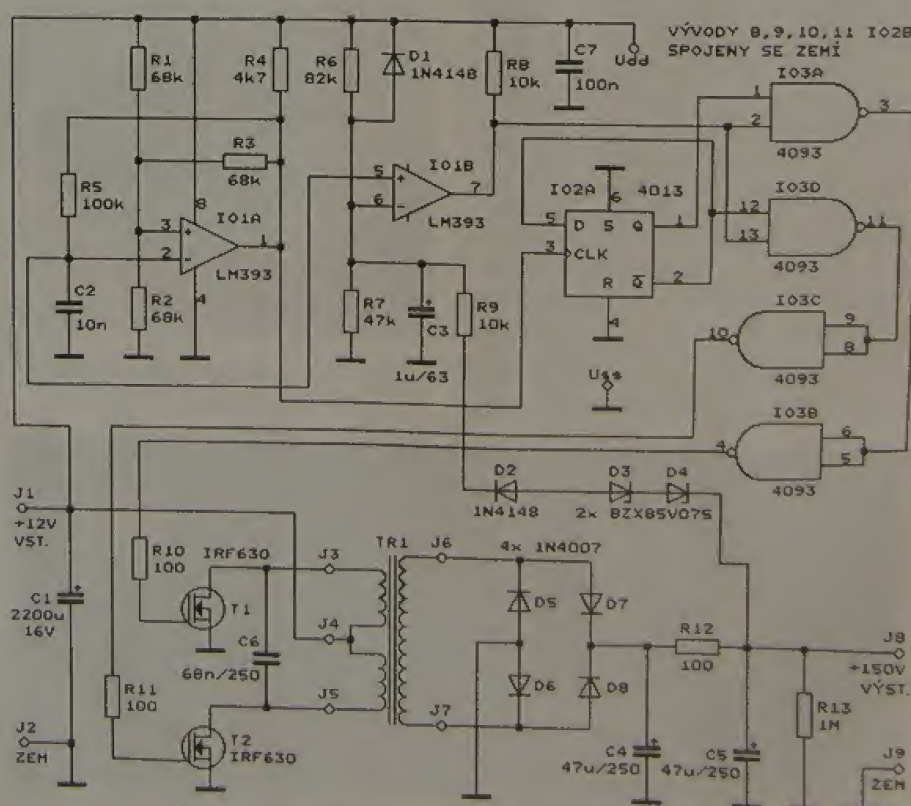 VÝVODY 8,9,10,11 IO2B
SPOJENY SE ZEMÍ
Udd
R1
68k
R4
4k7
R6
82k
D1
1N4148
R8
10k
C7
100n
IO3A
1
2
3
4093
R3
68k
R5
100k
IO1A
8
3
+
2
-
1
4
LM393
C2
10n
R2
68k
IO1B
5
+
6
-
7
LM393
IO2A
4013
6
5
D
S
Q
1
3
CLK
R
Q
2
4
IO3D
12
13
11
4093
IO3C
10
9
8
4093
R7
47k
C3
+
1u/63
R9
10k
Uss
IO3B
4
6
5
4093
D2
1N4148
D3
D4
2x BZX85V075
J1
+12V
VST.
C1
2200u
16V
+
J2
ZEM
R10
100
IRF630
T1
R11
100
T2
IRF630
C6
68n/250
J3
J4
J5
TR1
J6
J7
4x 1N4007
D5
D7
D6
D8
R12
100
C4
47u/250
+
C5
47u/250
+
R13
1M
J8
+150V
VÝST.
J9
ZEM